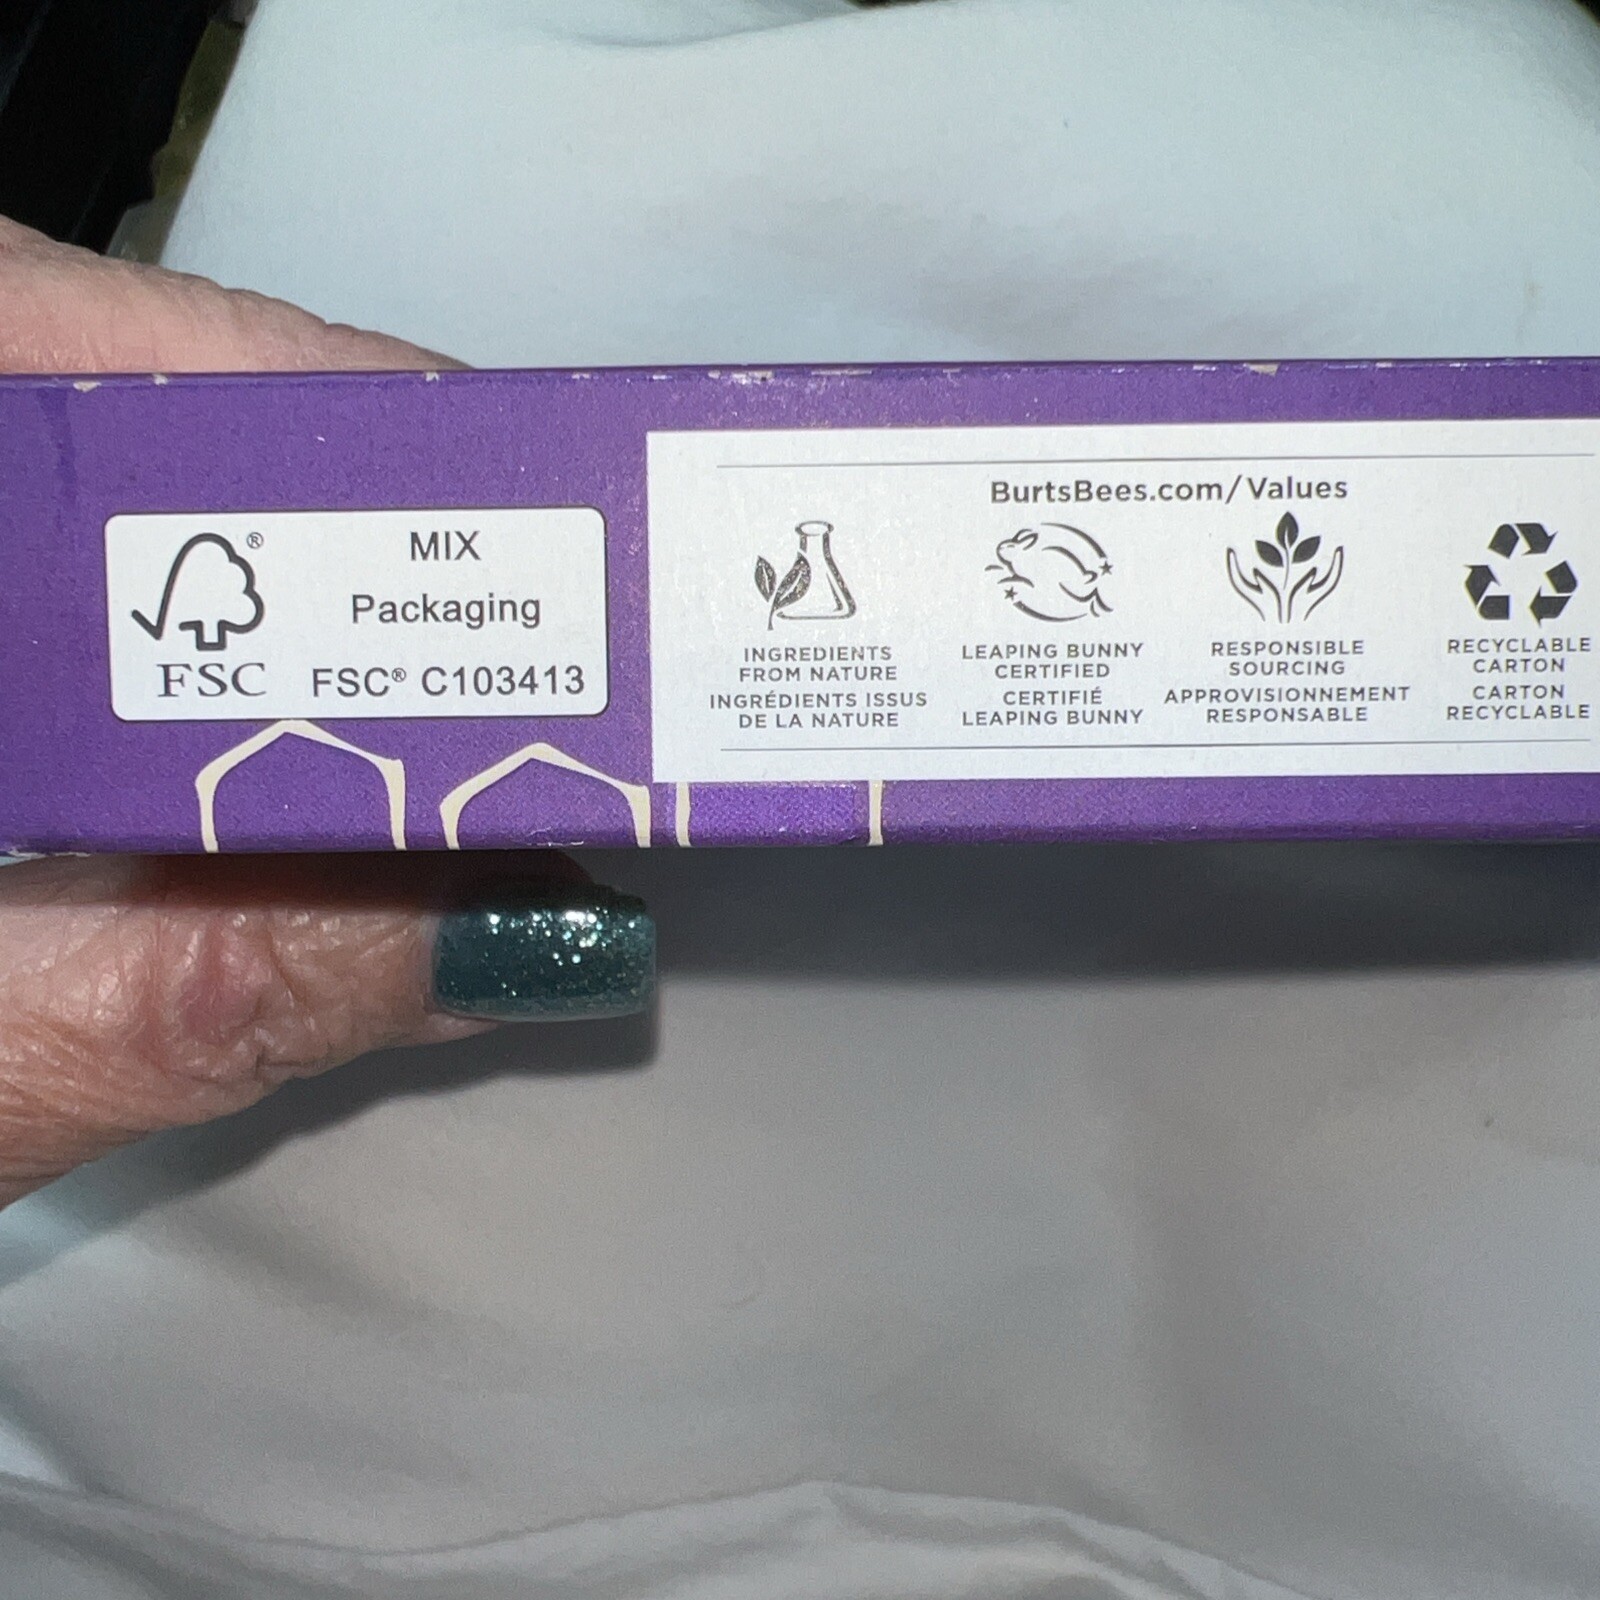 MIX
Packaging
FSC® C103413
®
FSC
BurtsBees.com/Values
INGREDIENTS
FROM NATURE
INGRÉDIENTS ISSUS
DE LA NATURE
LEAPING BUNNY
CERTIFIED
CERTIFIÉ
LEAPING BUNNY
RESPONSIBLE
SOURCING
APPROVISIONNEMENT
RESPONSABLE
RECYCLABLE
CARTON
CARTON
RECYCLABLE